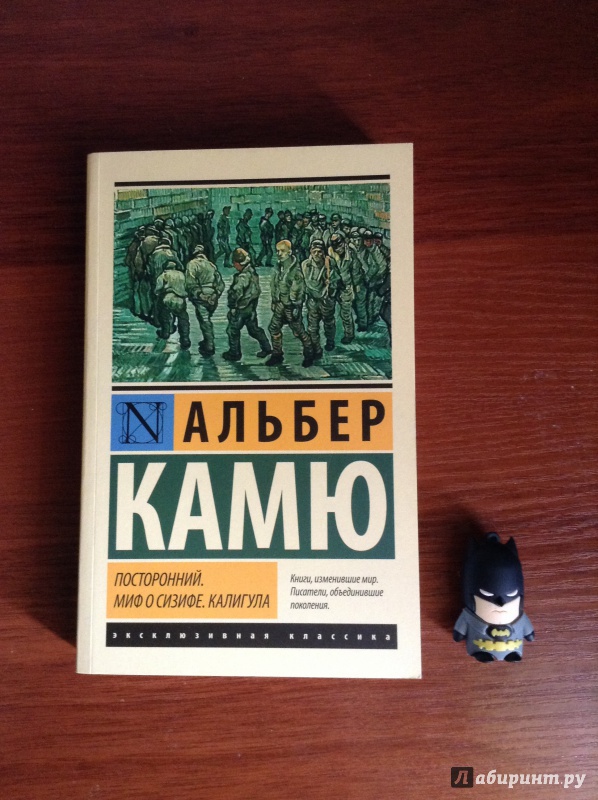 N АЛЬБЕР
КАМЮ
ПОСТОРОННИЙ.
МИФ О СИЗИФЕ. КАЛИГУЛА
Книги, изменившие мир.
Писатели, объединившие
поколения.
эксклюзивная классика
Лабиринт.ру